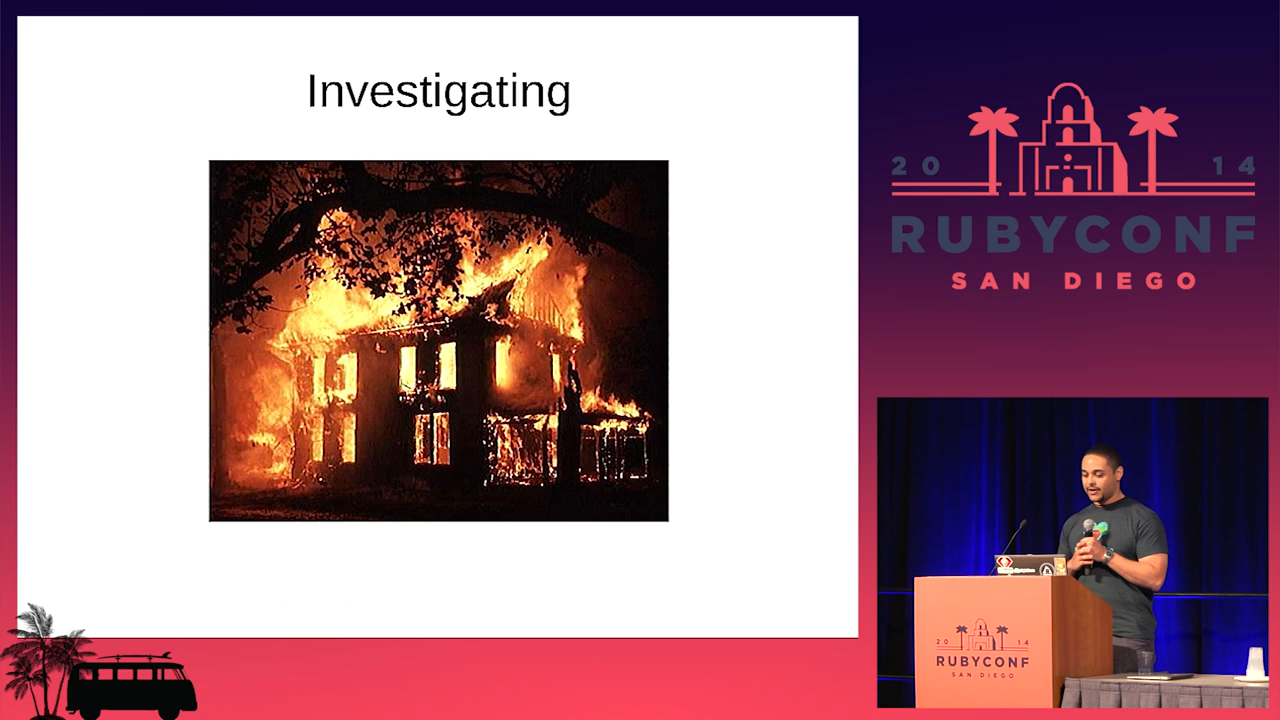 Investigating
20 14
RUBYCONF
SAN DIEGO
20 14
RUBYCONF
SAN DIEGO